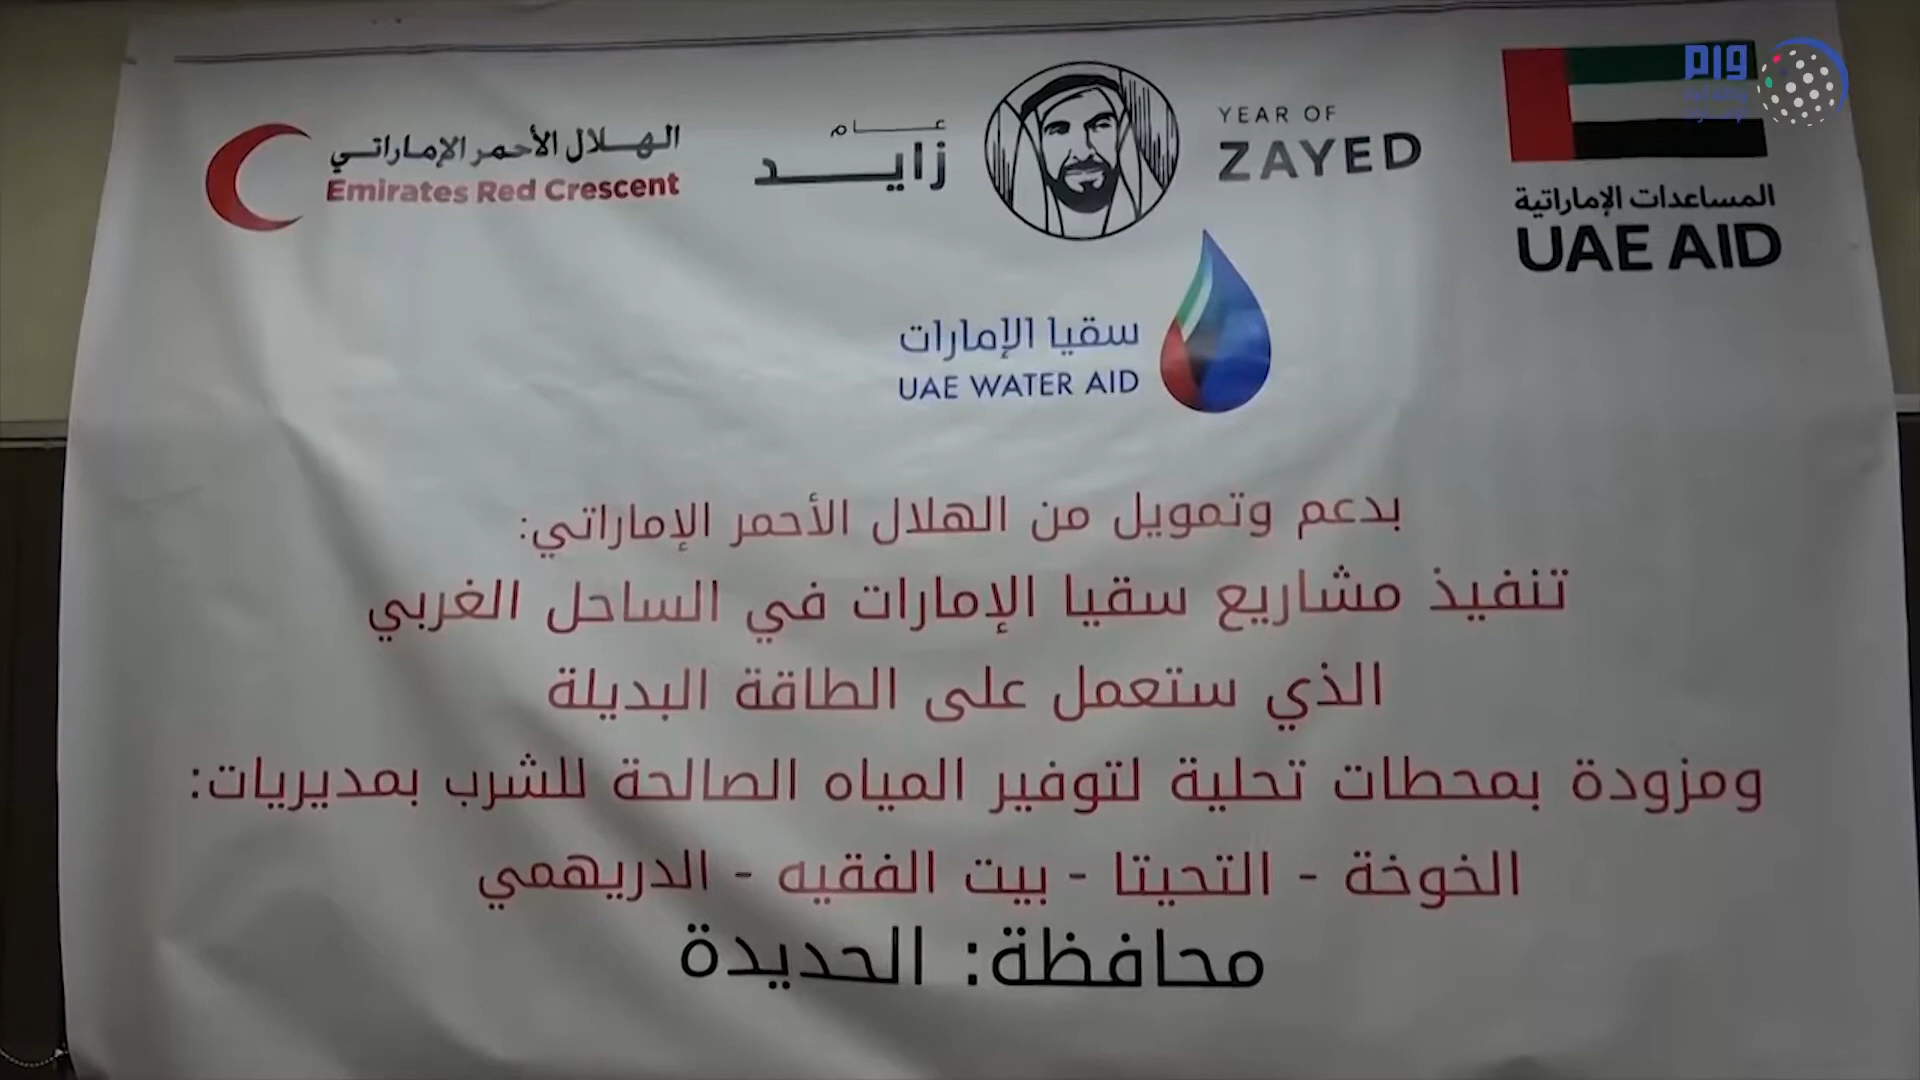 الهلال الأحمر الإماراتي
Emirates Red Crescent
عام
زايد
YEAR OF
ZAYED
وام
المساعدات الإماراتية
UAE AID
سقيا الإمارات
UAE WATER AID
بدعم وتمويل من الهلال الأحمر الإماراتي:
تنفيذ مشاريع سقيا الإمارات في الساحل الغربي
الذي ستعمل على الطاقة البديلة
ومزودة بمحطات تحلية لتوفير المياه الصالحة للشرب بمديريات:
الخوخة - التحيتا - بيت الفقيه - الدريهمي
محافظة: الحديدة